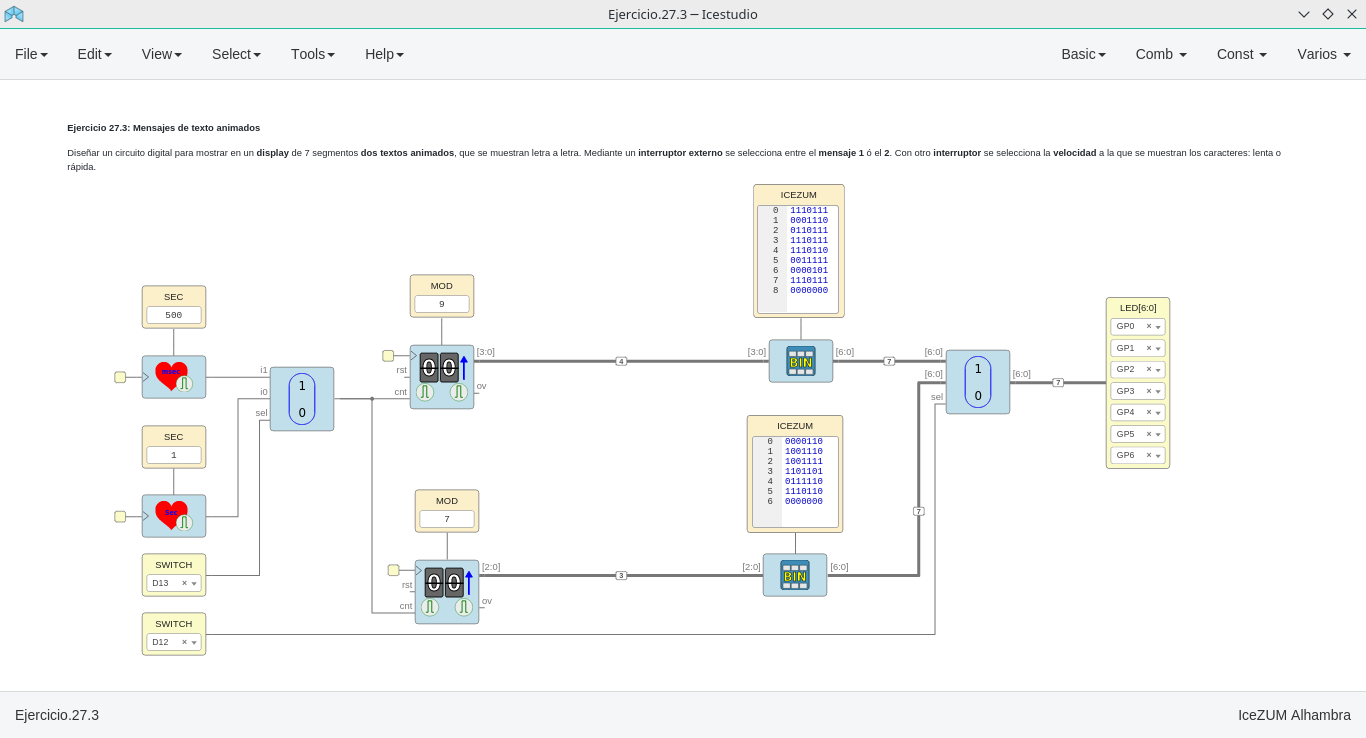 Ejercicio.27.3 – Icestudio
File Edit View Select Tools Help Basic Comb Const Varios
Ejercicio 27.3: Mensajes de texto animados
Diseñar un circuito digital para mostrar en un display de 7 segmentos dos textos animados, que se muestran letra a letra. Mediante un interruptor externo se selecciona entre el mensaje 1 ó el 2. Con otro interruptor se selecciona la velocidad a la que se muestran los caracteres: lenta o
rápida.
ICEZUM
0 1110111
1 0001110
2 0110111
3 1110111
4 1110110
5 0011111
6 0000101
7 1110111
8 0000000
SEC
500
msec
MOD
9
00
[3:0]
rst
cnt
ov
4
[3:0]
BIN
[6:0]
7
[6:0]
[6:0]
sel
1
0
[6:0]
7
LED[6:0]
GP0 ×
GP1 ×
GP2 ×
GP3 ×
GP4 ×
GP5 ×
GP6 ×
i1
i0
sel
1
0
SEC
1
Sec
ICEZUM
0 0000110
1 1001110
2 1001111
3 1101101
4 0111110
5 1110110
6 0000000
MOD
7
00
[2:0]
rst
cnt
ov
3
[2:0]
BIN
[6:0]
7
SWITCH
D13 ×
SWITCH
D12 ×
Ejercicio.27.3 IceZUM Alhambra